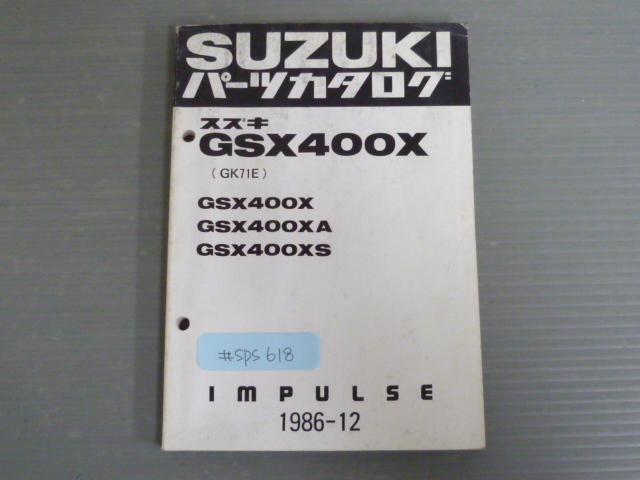 SUZUKI
パーツカタログ
スズキ
GSX400X
(GK71E)
GSX400X
GSX400XA
GSX400XS
#SPS618
IMPULSE
1986-12